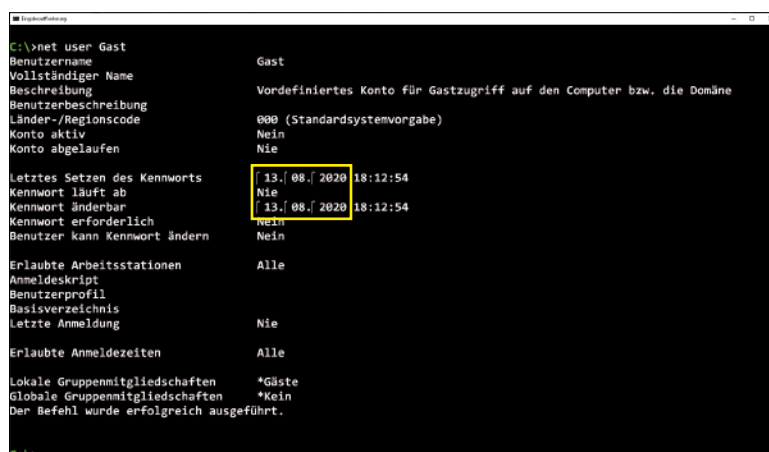 Eingabeaufforderung
C:\>net user Gast
Benutzername Gast
Vollständiger Name
Beschreibung Vordefiniertes Konto für Gastzugriff auf den Computer bzw. die Domäne
Benutzerbeschreibung
Länder-/Regionscode 000 (Standardsystemvorgabe)
Konto aktiv Nein
Konto abgelaufen Nie
Letztes Setzen des Kennworts ⌈13.⌈08.⌈2020 18:12:54
Kennwort läuft ab Nie
Kennwort änderbar ⌈13.⌈08.⌈2020 18:12:54
Kennwort erforderlich Nein
Benutzer kann Kennwort ändern Nein
Erlaubte Arbeitsstationen Alle
Anmeldeskript
Benutzerprofil
Basisverzeichnis
Letzte Anmeldung Nie
Erlaubte Anmeldezeiten Alle
Lokale Gruppenmitgliedschaften *Gäste
Globale Gruppenmitgliedschaften *Kein
Der Befehl wurde erfolgreich ausgeführt.